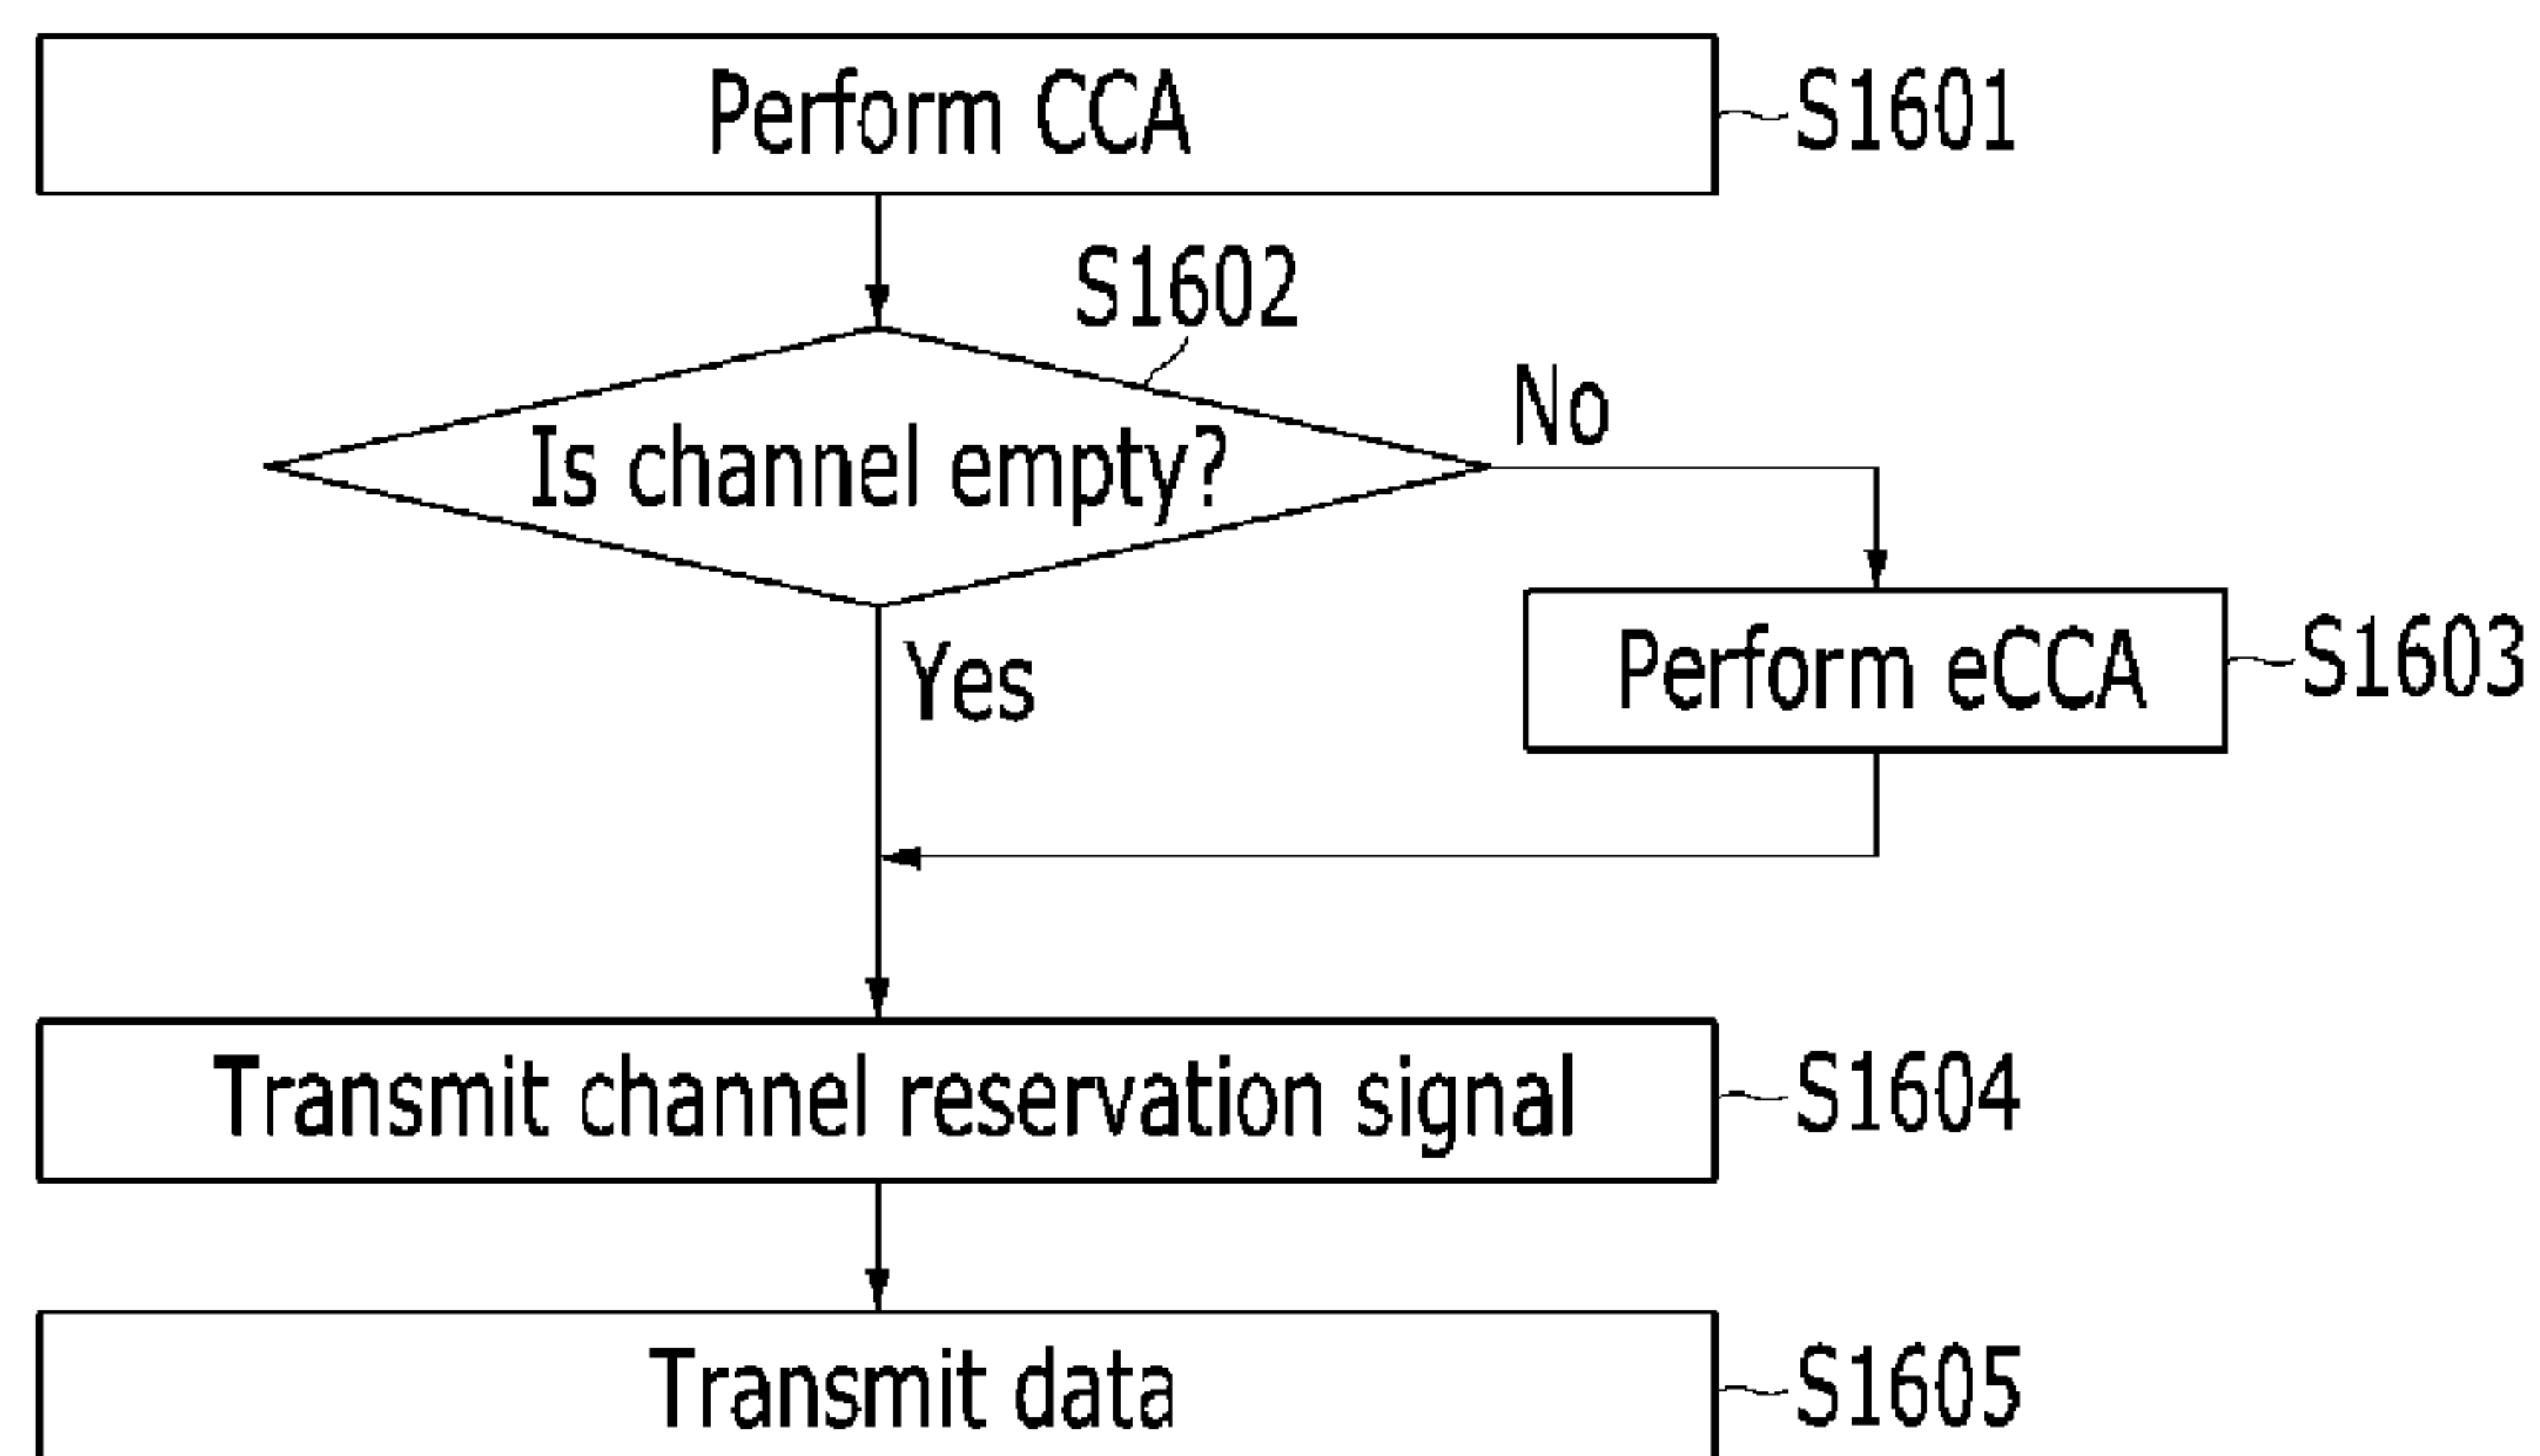 Perform CCA
S1601
S1602
Is channel empty?
No
Yes
Perform eCCA
S1603
Transmit channel reservation signal
S1604
Transmit data
S1605